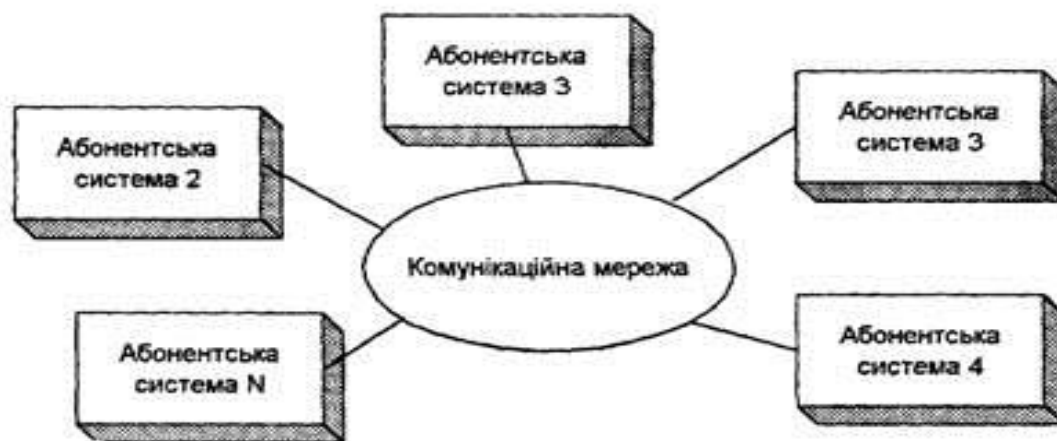 Абонентська
система 3
Абонентська
система 2
Абонентська
система 3
Комунікаційна мережа
Абонентська
система N
Абонентська
система 4